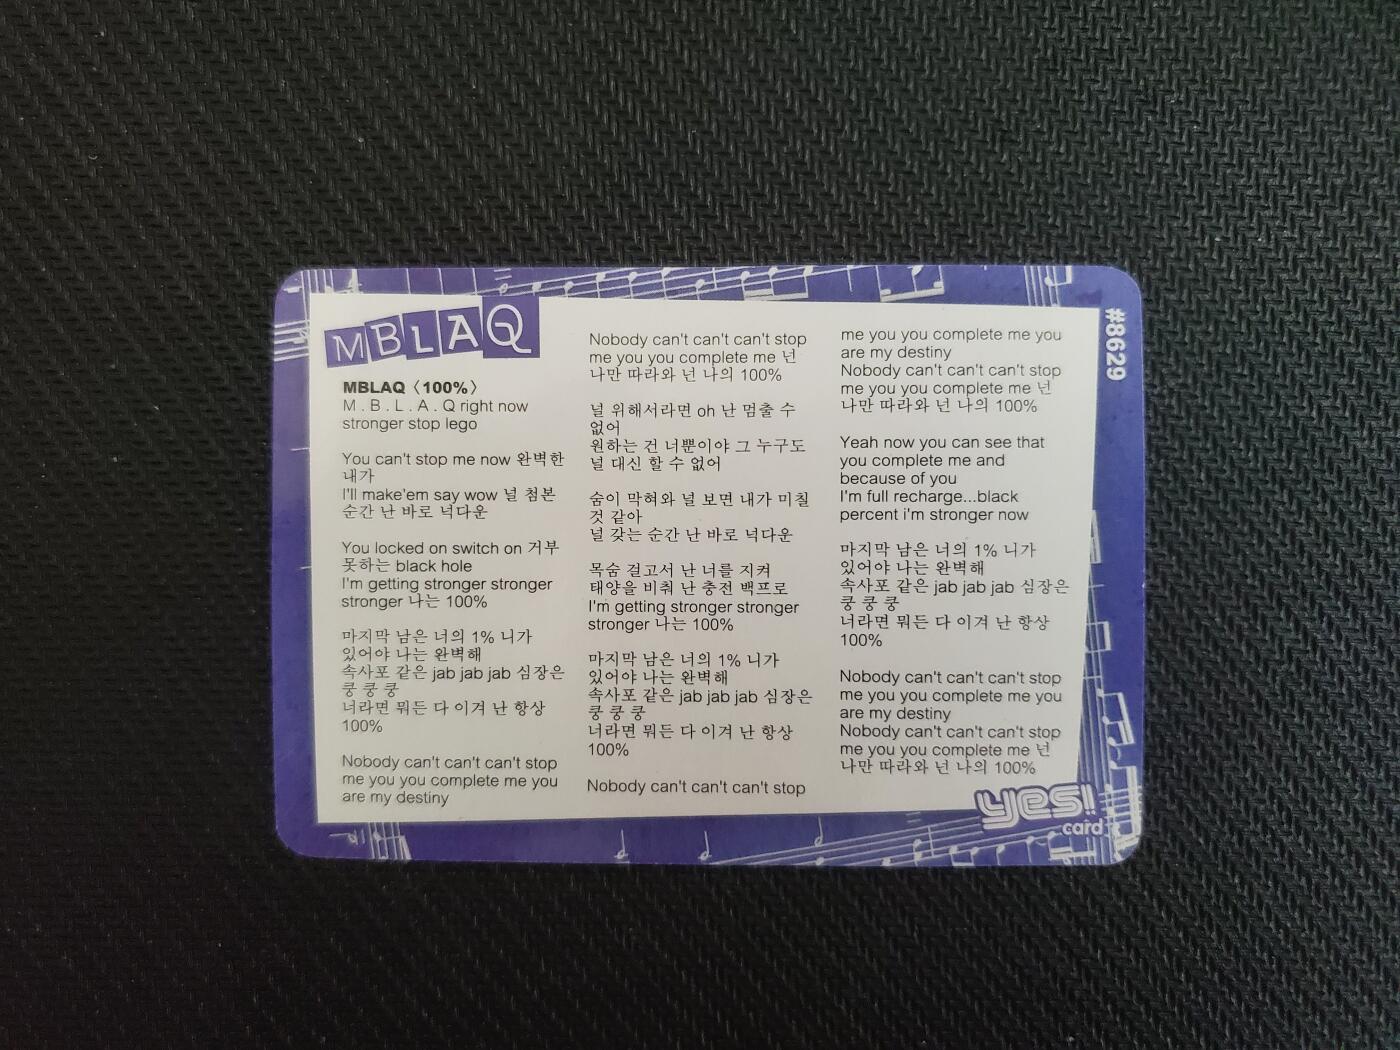 MBLAQ
MBLAQ〈100%〉
M . B . L . A . Q right now
stronger stop lego
You can't stop me now 완벽한
내가
I'll make'em say wow 널 첨본
순간 난 바로 넉다운
You locked on switch on 거부
못하는 black hole
I'm getting stronger stronger
stronger 나는 100%
마지막 남은 너의 1% 니가
있어야 나는 완벽해
속사포 같은 jab jab jab 심장은
쿵 쿵 쿵
너라면 뭐든 다 이겨 난 항상
100%
Nobody can't can't can't stop
me you you complete me you
are my destiny
Nobody can't can't can't stop
me you you complete me 넌
나만 따라와 넌 나의 100%
널 위해서라면 oh 난 멈출 수
없어
원하는 건 너뿐이야 그 누구도
널 대신 할 수 없어
숨이 막혀와 널 보면 내가 미칠
것 같아
널 갖는 순간 난 바로 넉다운
목숨 걸고서 난 너를 지켜
태양을 비춰 난 충전 백프로
I'm getting stronger stronger
stronger 나는 100%
마지막 남은 너의 1% 니가
있어야 나는 완벽해
속사포 같은 jab jab jab 심장은
쿵 쿵 쿵
너라면 뭐든 다 이겨 난 항상
100%
Nobody can't can't can't stop
me you you complete me you
are my destiny
Nobody can't can't can't stop
me you you complete me 넌
나만 따라와 넌 나의 100%
Yeah now you can see that
you complete me and
because of you
I'm full recharge...black
percent i'm stronger now
마지막 남은 너의 1% 니가
있어야 나는 완벽해
속사포 같은 jab jab jab 심장은
쿵 쿵 쿵
너라면 뭐든 다 이겨 난 항상
100%
Nobody can't can't can't stop
me you you complete me you
are my destiny
Nobody can't can't can't stop
me you you complete me 넌
나만 따라와 넌 나의 100%
#8629
yes!
card